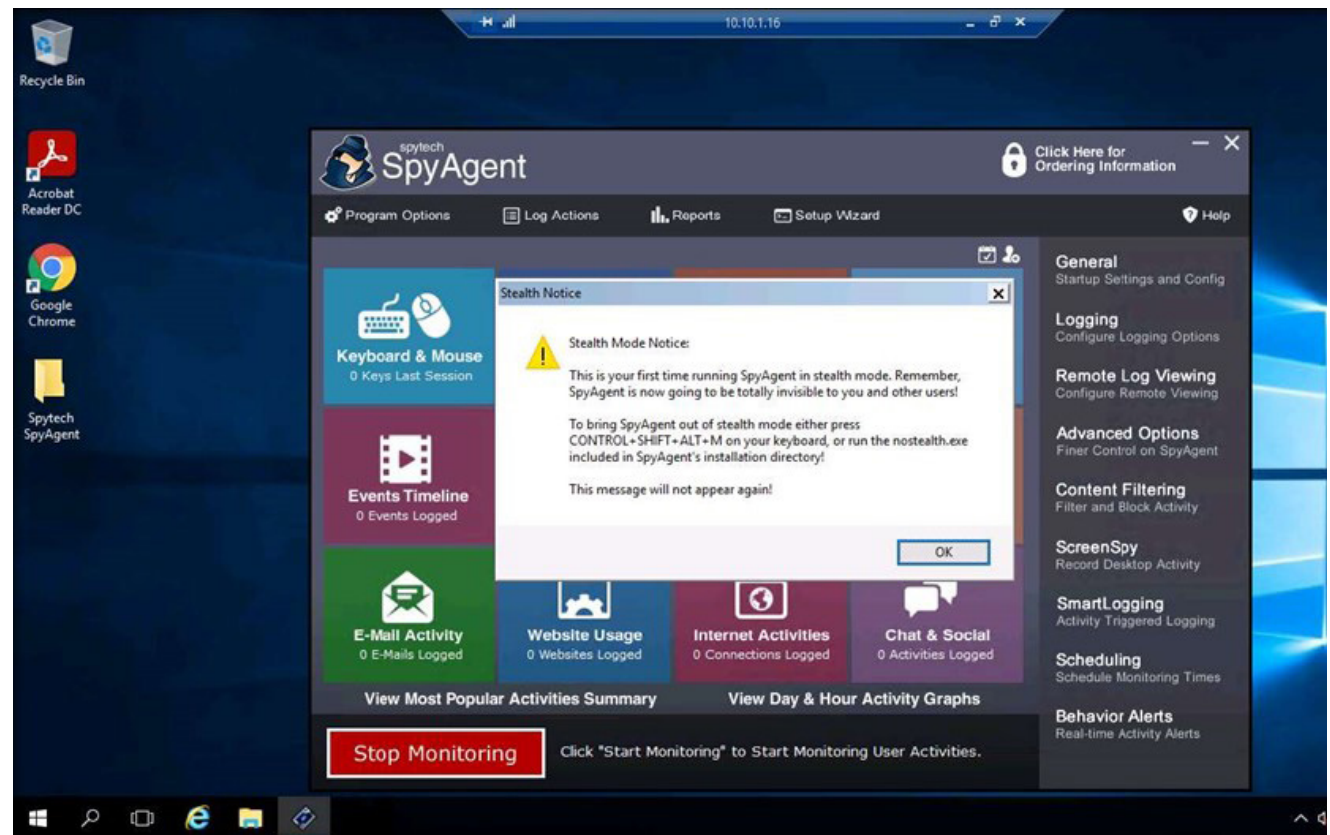 10.10.1.16
Recycle Bin
Acrobat
Reader DC
Google
Chrome
Spytech
SpyAgent
spytech
SpyAgent
Click Here for
Ordering Information
Program Options
Log Actions
Reports
Setup Wizard
Help
Keyboard & Mouse
0 Keys Last Session
Events Timeline
0 Events Logged
Stealth Notice
Stealth Mode Notice:
This is your first time running SpyAgent in stealth mode. Remember,
SpyAgent is now going to be totally invisible to you and other users!
To bring SpyAgent out of stealth mode either press
CONTROL+SHIFT+ALT+M on your keyboard, or run the nostealth.exe
included in SpyAgent's installation directory!
This message will not appear again!
OK
E-Mail Activity
0 E-Mails Logged
Website Usage
0 Websites Logged
Internet Activities
0 Connections Logged
Chat & Social
0 Activities Logged
View Most Popular Activities Summary
View Day & Hour Activity Graphs
Stop Monitoring
Click "Start Monitoring" to Start Monitoring User Activities.
General
Startup Settings and Config
Logging
Configure Logging Options
Remote Log Viewing
Configure Remote Viewing
Advanced Options
Finer Control on SpyAgent
Content Filtering
Filter and Block Activity
ScreenSpy
Record Desktop Activity
SmartLogging
Activity Triggered Logging
Scheduling
Schedule Monitoring Times
Behavior Alerts
Real-time Activity Alerts